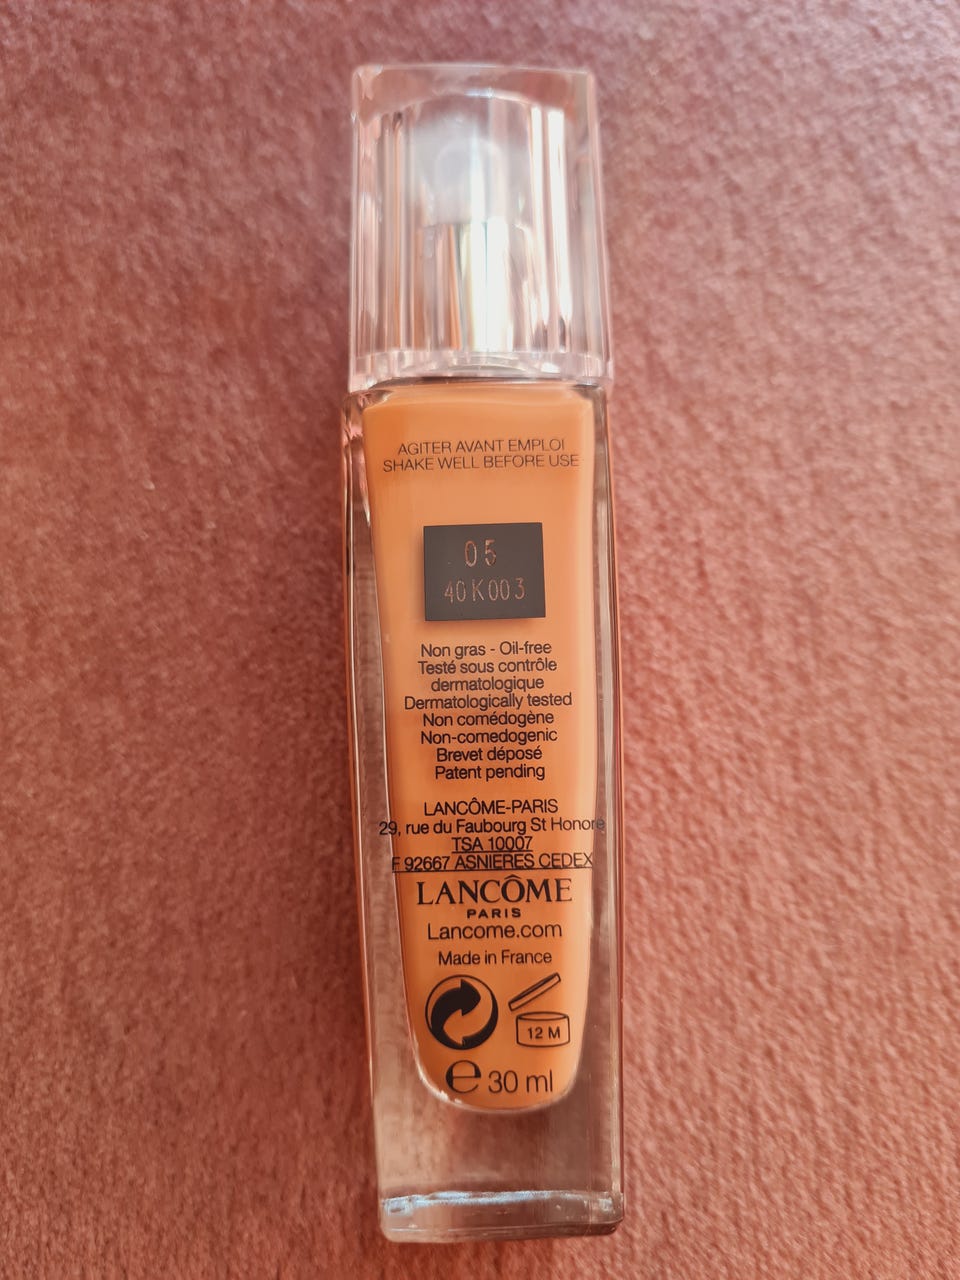 AGITER AVANT EMPLOI
SHAKE WELL BEFORE USE
05
40K003
Non gras - Oil-free
Testé sous contrôle
dermatologique
Dermatologically tested
Non comédogène
Non-comedogenic
Brevet déposé
Patent pending
LANCÔME-PARIS
29, rue du Faubourg St Honoré
TSA 10007
F 92667 ASNIERES CEDEX
LANCÔME
PARIS
Lancome.com
Made in France
12 M
e 30 ml